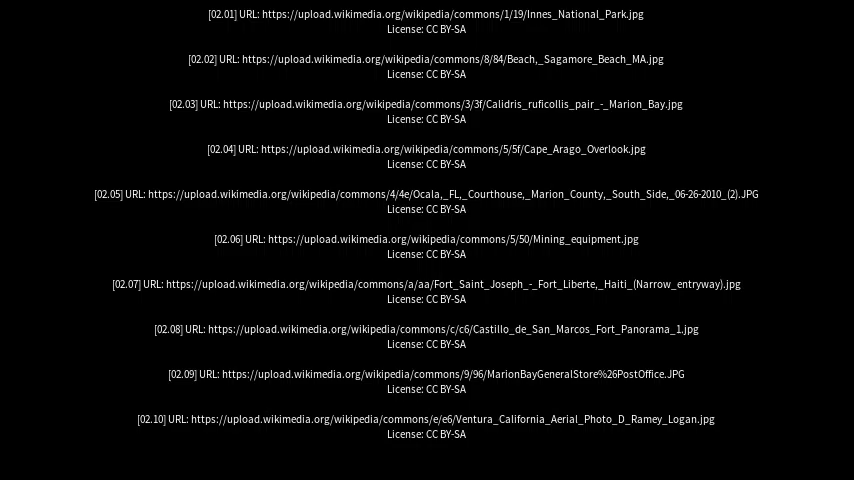 [02.01] URL: https://upload.wikimedia.org/wikipedia/commons/1/19/Innes_National_Park.jpg
License: CC BY-SA
[02.02] URL: https://upload.wikimedia.org/wikipedia/commons/8/84/Beach,_Sagamore_Beach_MA.jpg
License: CC BY-SA
[02.03] URL: https://upload.wikimedia.org/wikipedia/commons/3/3f/Calidris_ruficollis_pair_-_Marion_Bay.jpg
License: CC BY-SA
[02.04] URL: https://upload.wikimedia.org/wikipedia/commons/5/5f/Cape_Arago_Overlook.jpg
License: CC BY-SA
[02.05] URL: https://upload.wikimedia.org/wikipedia/commons/4/4e/Ocala,_FL,_Courthouse,_Marion_County,_South_Side,_06-26-2010_(2).JPG
License: CC BY-SA
[02.06] URL: https://upload.wikimedia.org/wikipedia/commons/5/50/Mining_equipment.jpg
License: CC BY-SA
[02.07] URL: https://upload.wikimedia.org/wikipedia/commons/a/aa/Fort_Saint_Joseph_-_Fort_Liberte,_Haiti_(Narrow_entryway).jpg
License: CC BY-SA
[02.08] URL: https://upload.wikimedia.org/wikipedia/commons/c/c6/Castillo_de_San_Marcos_Fort_Panorama_1.jpg
License: CC BY-SA
[02.09] URL: https://upload.wikimedia.org/wikipedia/commons/9/96/MarionBayGeneralStore%26PostOffice.JPG
License: CC BY-SA
[02.10] URL: https://upload.wikimedia.org/wikipedia/commons/e/e6/Ventura_California_Aerial_Photo_D_Ramey_Logan.jpg
License: CC BY-SA